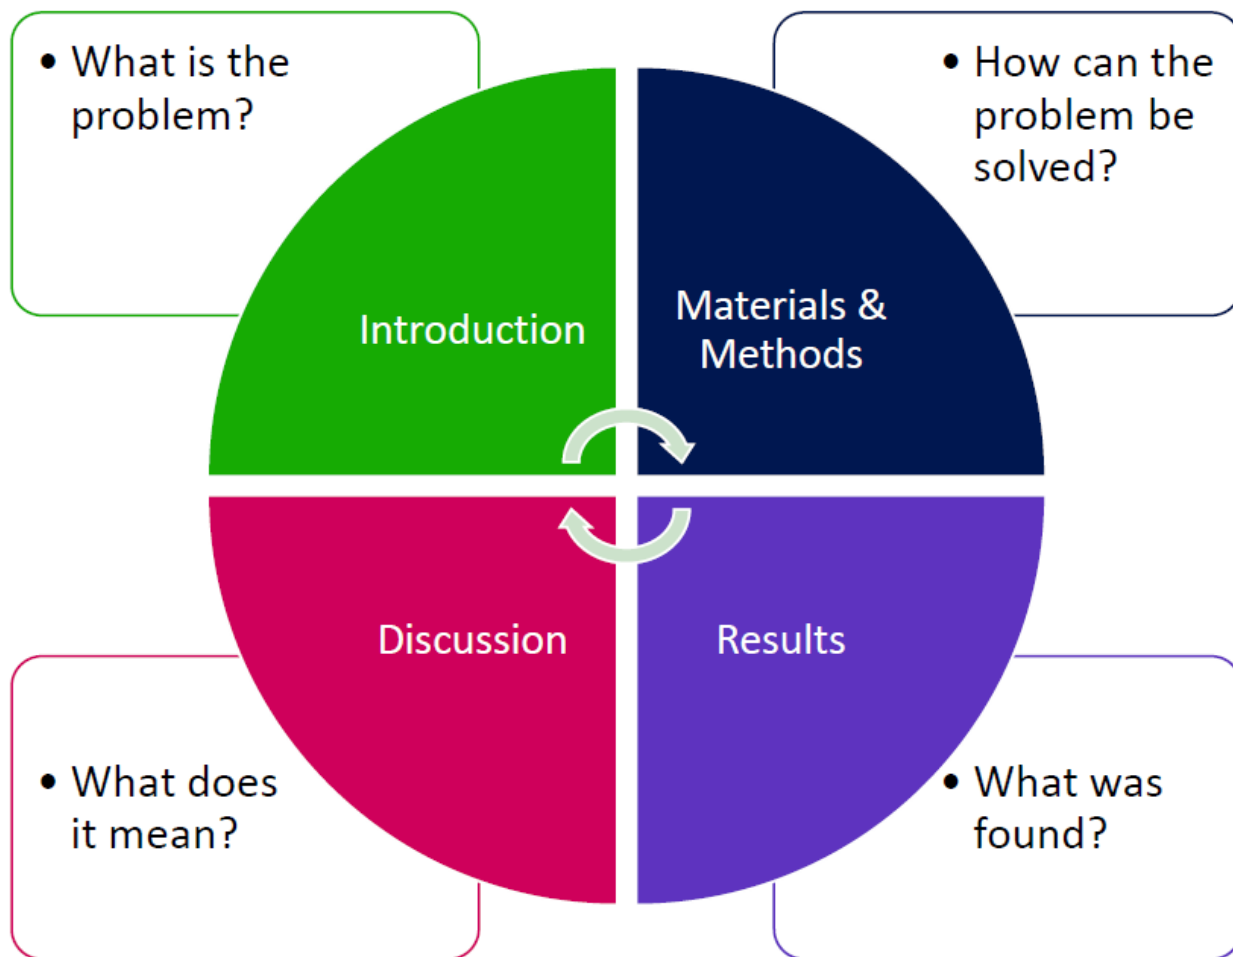 • What is the
problem?
• How can the
problem be
solved?
Introduction
Materials &
Methods
Discussion
Results
• What does
it mean?
• What was
found?